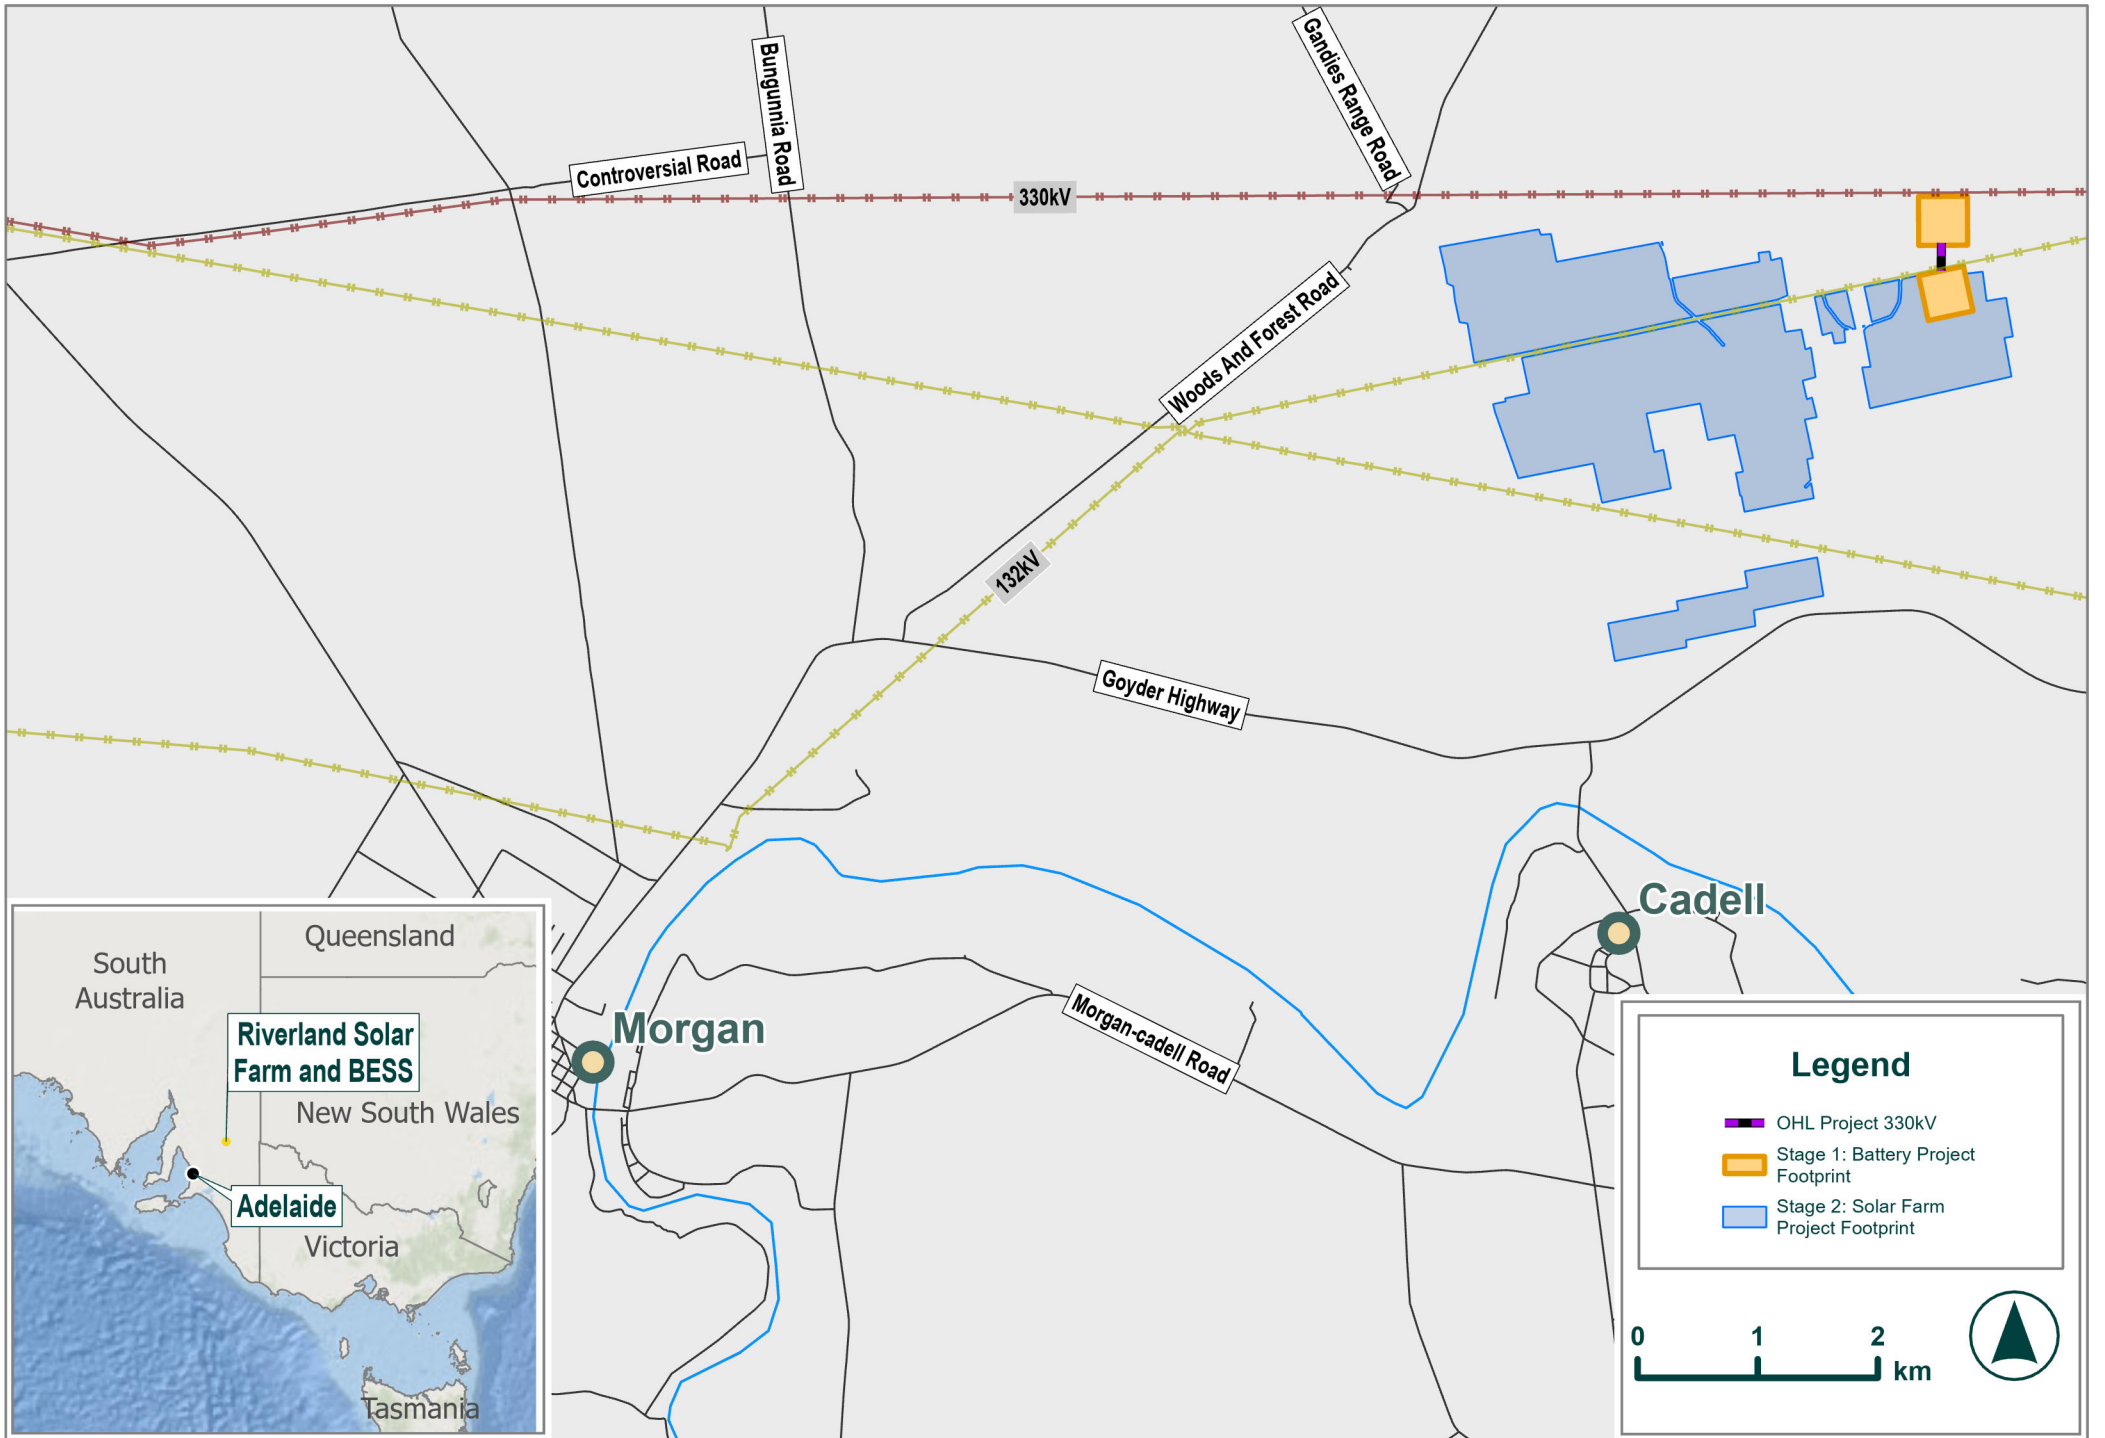 Bungunnia Road
Gandies Range Road
Controversial Road
330kV
Woods And Forest Road
132kV
Goyder Highway
Cadell
Morgan
Morgan-cadell Road
Queensland
South
Australia
Riverland Solar
Farm and BESS
New South Wales
Adelaide
Victoria
Tasmania
Legend
OHL Project 330kV
Stage 1: Battery Project
Footprint
Stage 2: Solar Farm
Project Footprint
0 1 2
km